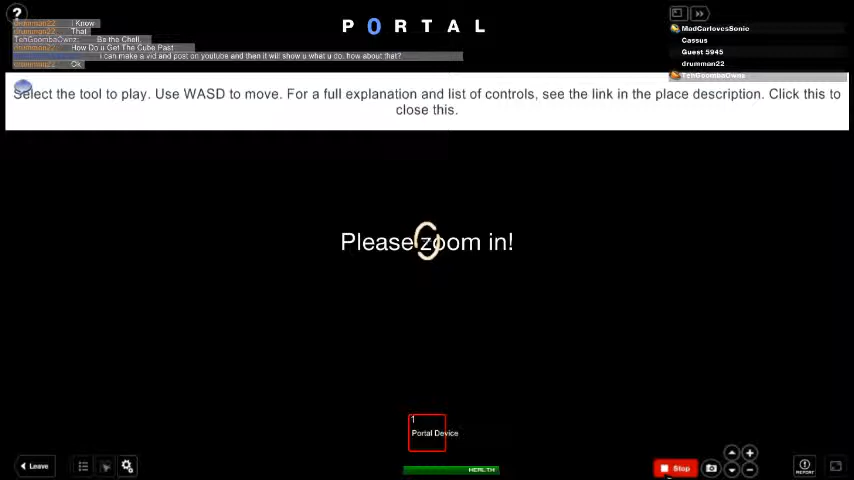 ?
PORTAL
drumman22: I Know
drumman22: That
TehGoombaOwnz: Be the Chell.
drumman22: How Do u Get The Cube Past
i can make a vid and post on youtube and then it will show u what u do, how about that?
drumman22: Ok
MadCarlovesSonic
Cassus
Guest 5945
drumman22
TehGoombaOwnz
Select the tool to play. Use WASD to move. For a full explanation and list of controls, see the link in the place description. Click this to
close this.
Please zoom in!
1
Portal Device
HEALTH
Leave
Stop
REPORT